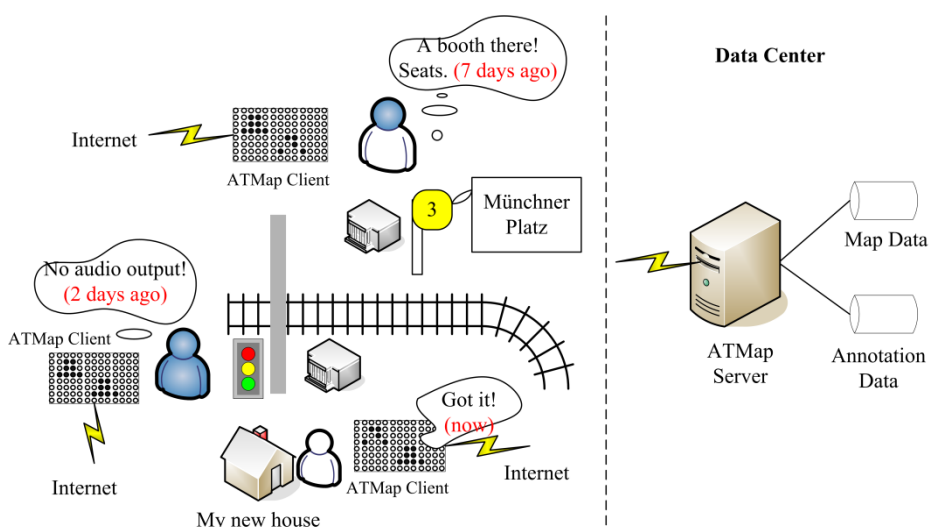 A booth there!
Seats. (7 days ago)
Internet
ATMap Client
3
Münchner
Platz
No audio output!
(2 days ago)
ATMap Client
Internet
Got it!
(now)
ATMap Client
Internet
My new house
Data Center
Map Data
ATMap
Server
Annotation
Data